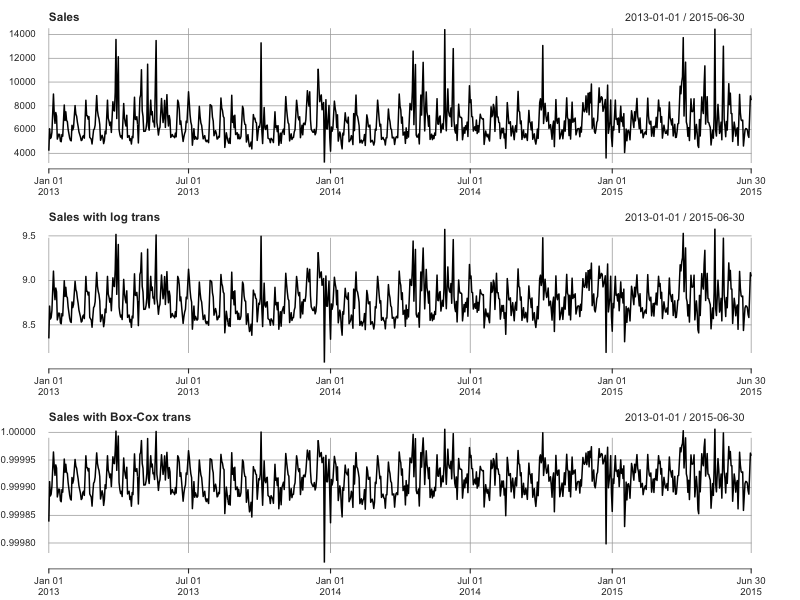 Sales 2013-01-01 / 2015-06-30
14000
12000
10000
8000
6000
4000
Jan 01 Jul 01 Jan 01 Jul 01 Jan 01 Jun 30
2013 2013 2014 2014 2015 2015
Sales with log trans 2013-01-01 / 2015-06-30
9.5
9.0
8.5
Jan 01 Jul 01 Jan 01 Jul 01 Jan 01 Jun 30
2013 2013 2014 2014 2015 2015
Sales with Box-Cox trans 2013-01-01 / 2015-06-30
1.00000
0.99995
0.99990
0.99985
0.99980
Jan 01 Jul 01 Jan 01 Jul 01 Jan 01 Jun 30
2013 2013 2014 2014 2015 2015